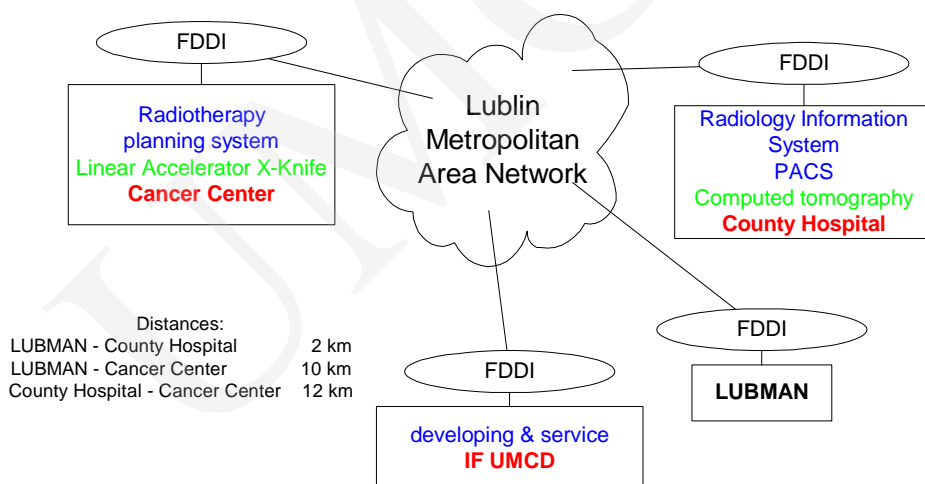 FDDI
Radiotherapy
planning system
Linear Accelerator X-Knife
Cancer Center
Lublin
Metropolitan
Area Network
FDDI
Radiology Information
System
PACS
Computed tomography
County Hospital
Distances:
LUBMAN - County Hospital 2 km
LUBMAN - Cancer Center 10 km
County Hospital - Cancer Center 12 km
FDDI
developing & service
IF UMCD
FDDI
LUBMAN